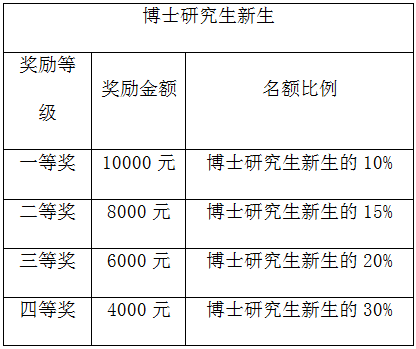 博士研究生新生
奖励等级 奖励金额 名额比例
一等奖 10000 元 博士研究生新生的 10%
二等奖 8000 元 博士研究生新生的 15%
三等奖 6000 元 博士研究生新生的 20%
四等奖 4000 元 博士研究生新生的 30%